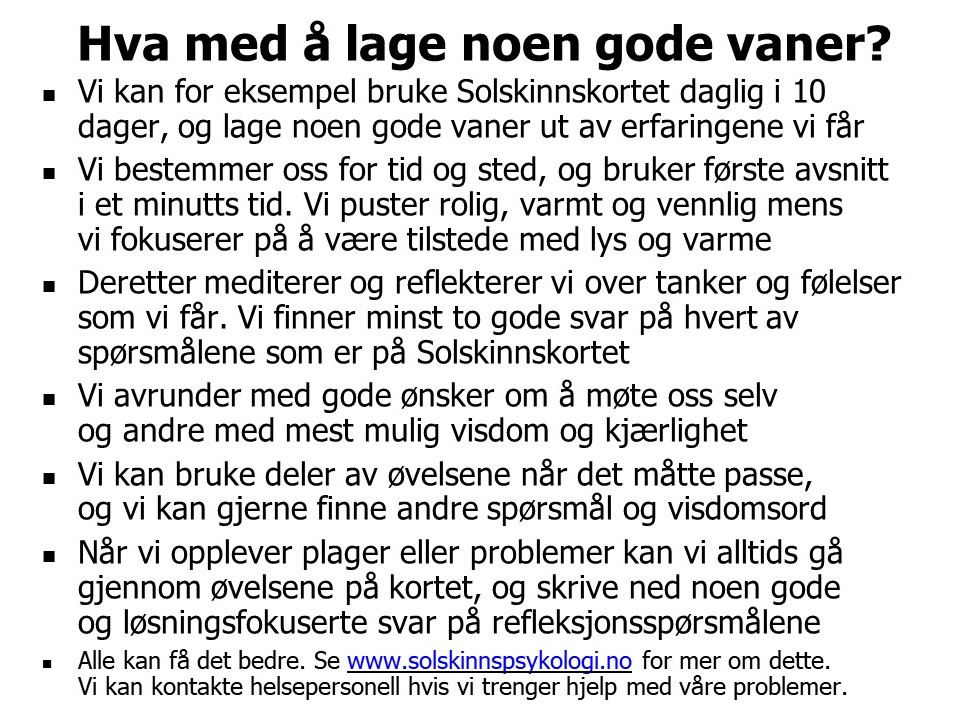 Hva med å lage noen gode vaner?
▪ Vi kan for eksempel bruke Solskinnskortet daglig i 10
dager, og lage noen gode vaner ut av erfaringene vi får
▪ Vi bestemmer oss for tid og sted, og bruker første avsnitt
i et minutts tid. Vi puster rolig, varmt og vennlig mens
vi fokuserer på å være tilstede med lys og varme
▪ Deretter mediterer og reflekterer vi over tanker og følelser
som vi får. Vi finner minst to gode svar på hvert av
spørsmålene som er på Solskinnskortet
▪ Vi avrunder med gode ønsker om å møte oss selv
og andre med mest mulig visdom og kjærlighet
▪ Vi kan bruke deler av øvelsene når det måtte passe,
og vi kan gjerne finne andre spørsmål og visdomsord
▪ Når vi opplever plager eller problemer kan vi alltids gå
gjennom øvelsene på kortet, og skrive ned noen gode
og løsningsfokuserte svar på refleksjonsspørsmålene
▪ Alle kan få det bedre. Se www.solskinnspsykologi.no for mer om dette.
Vi kan kontakte helsepersonell hvis vi trenger hjelp med våre problemer.